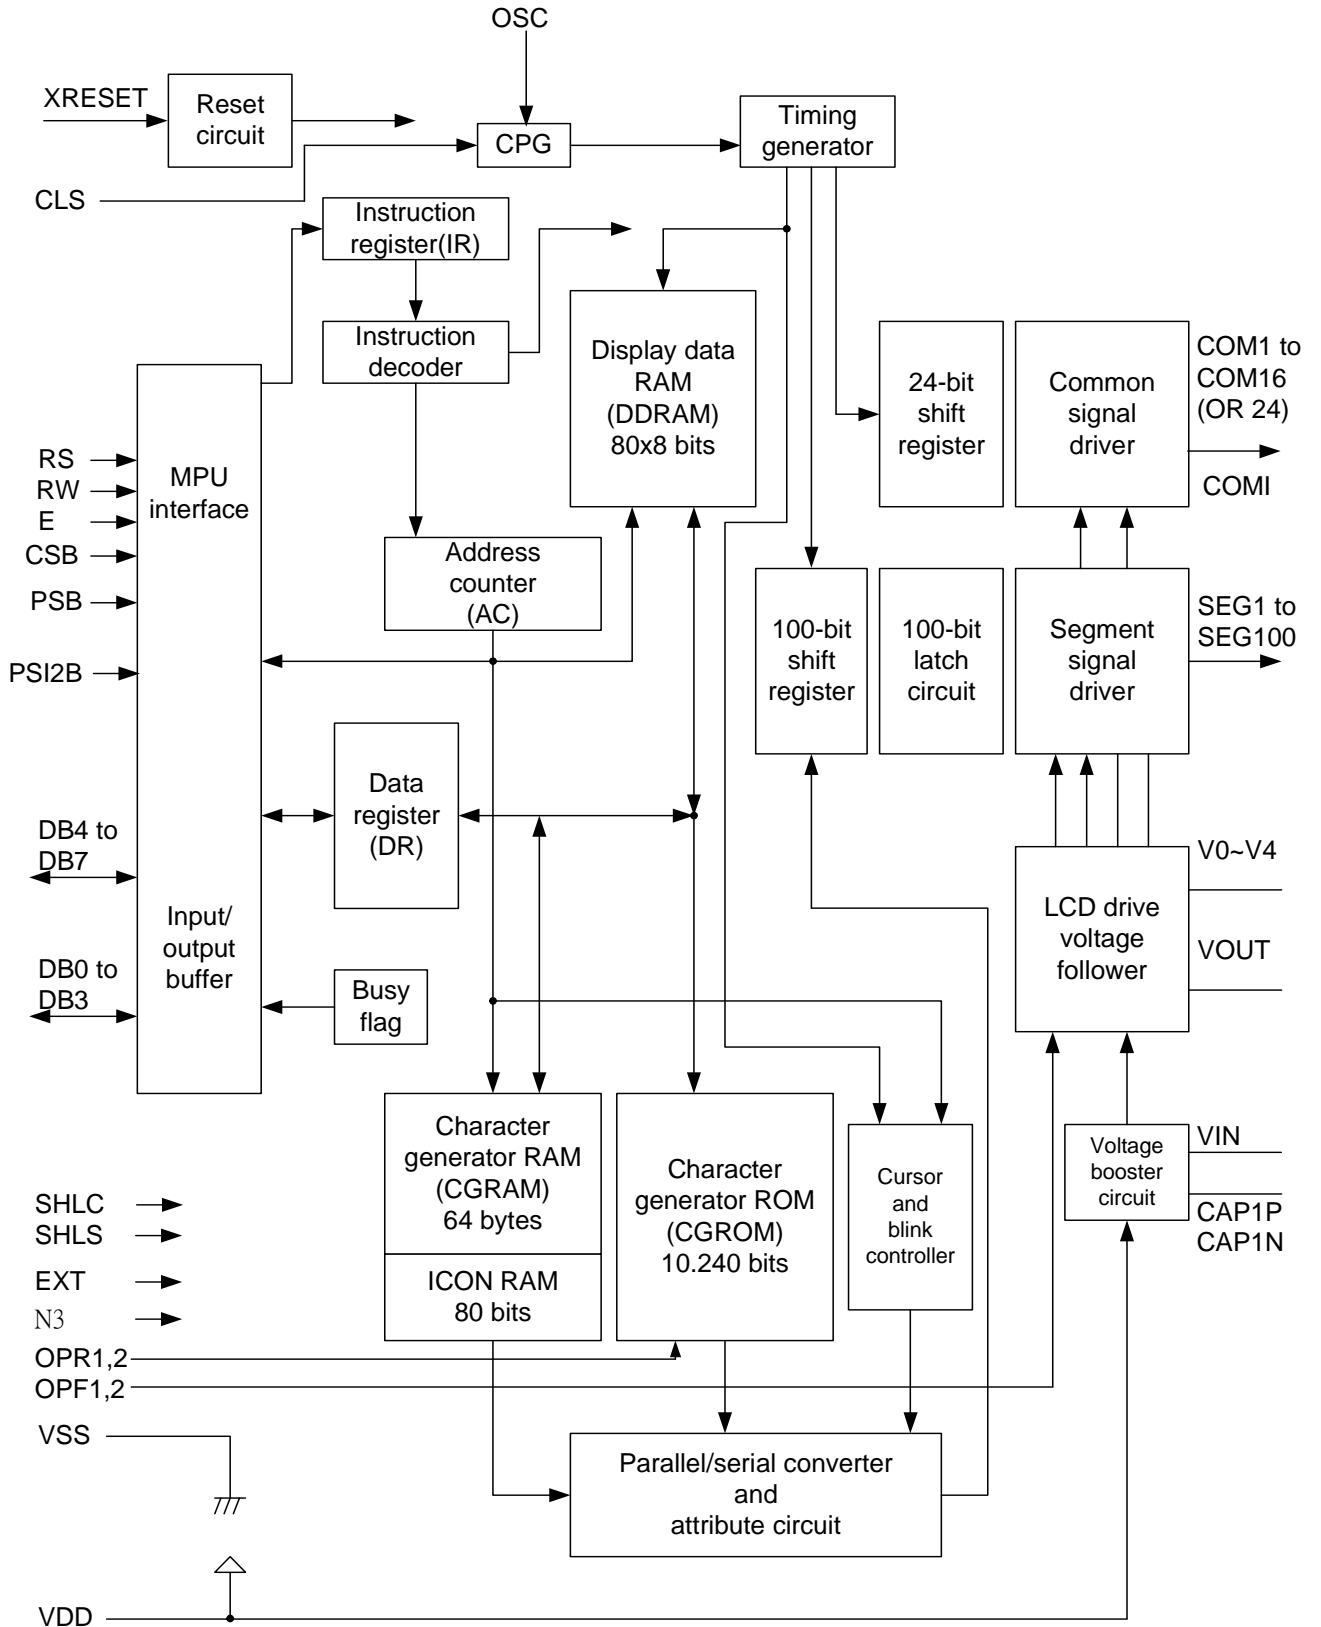 OSC
XRESET
Reset
circuit
CPG
Timing
generator
CLS
Instruction
register(IR)
Instruction
decoder
Display data
RAM
(DDRAM)
80x8 bits
24-bit
shift
register
Common
signal
driver
COM1 to
COM16
(OR 24)
COMI
RS
RW
E
CSB
PSB
PSI2B
MPU
interface
Address
counter
(AC)
100-bit
shift
register
100-bit
latch
circuit
Segment
signal
driver
SEG1 to
SEG100
Data
register
(DR)
DB4 to
DB7
DB0 to
DB3
Input/
output
buffer
Busy
flag
LCD drive
voltage
follower
V0~V4
VOUT
Character
generator RAM
(CGRAM)
64 bytes
ICON RAM
80 bits
Character
generator ROM
(CGROM)
10.240 bits
Cursor
and
blink
controller
Voltage
booster
circuit
VIN
CAP1P
CAP1N
SHLC
SHLS
EXT
N3
OPR1,2
OPF1,2
VSS
Parallel/serial converter
and
attribute circuit
VDD